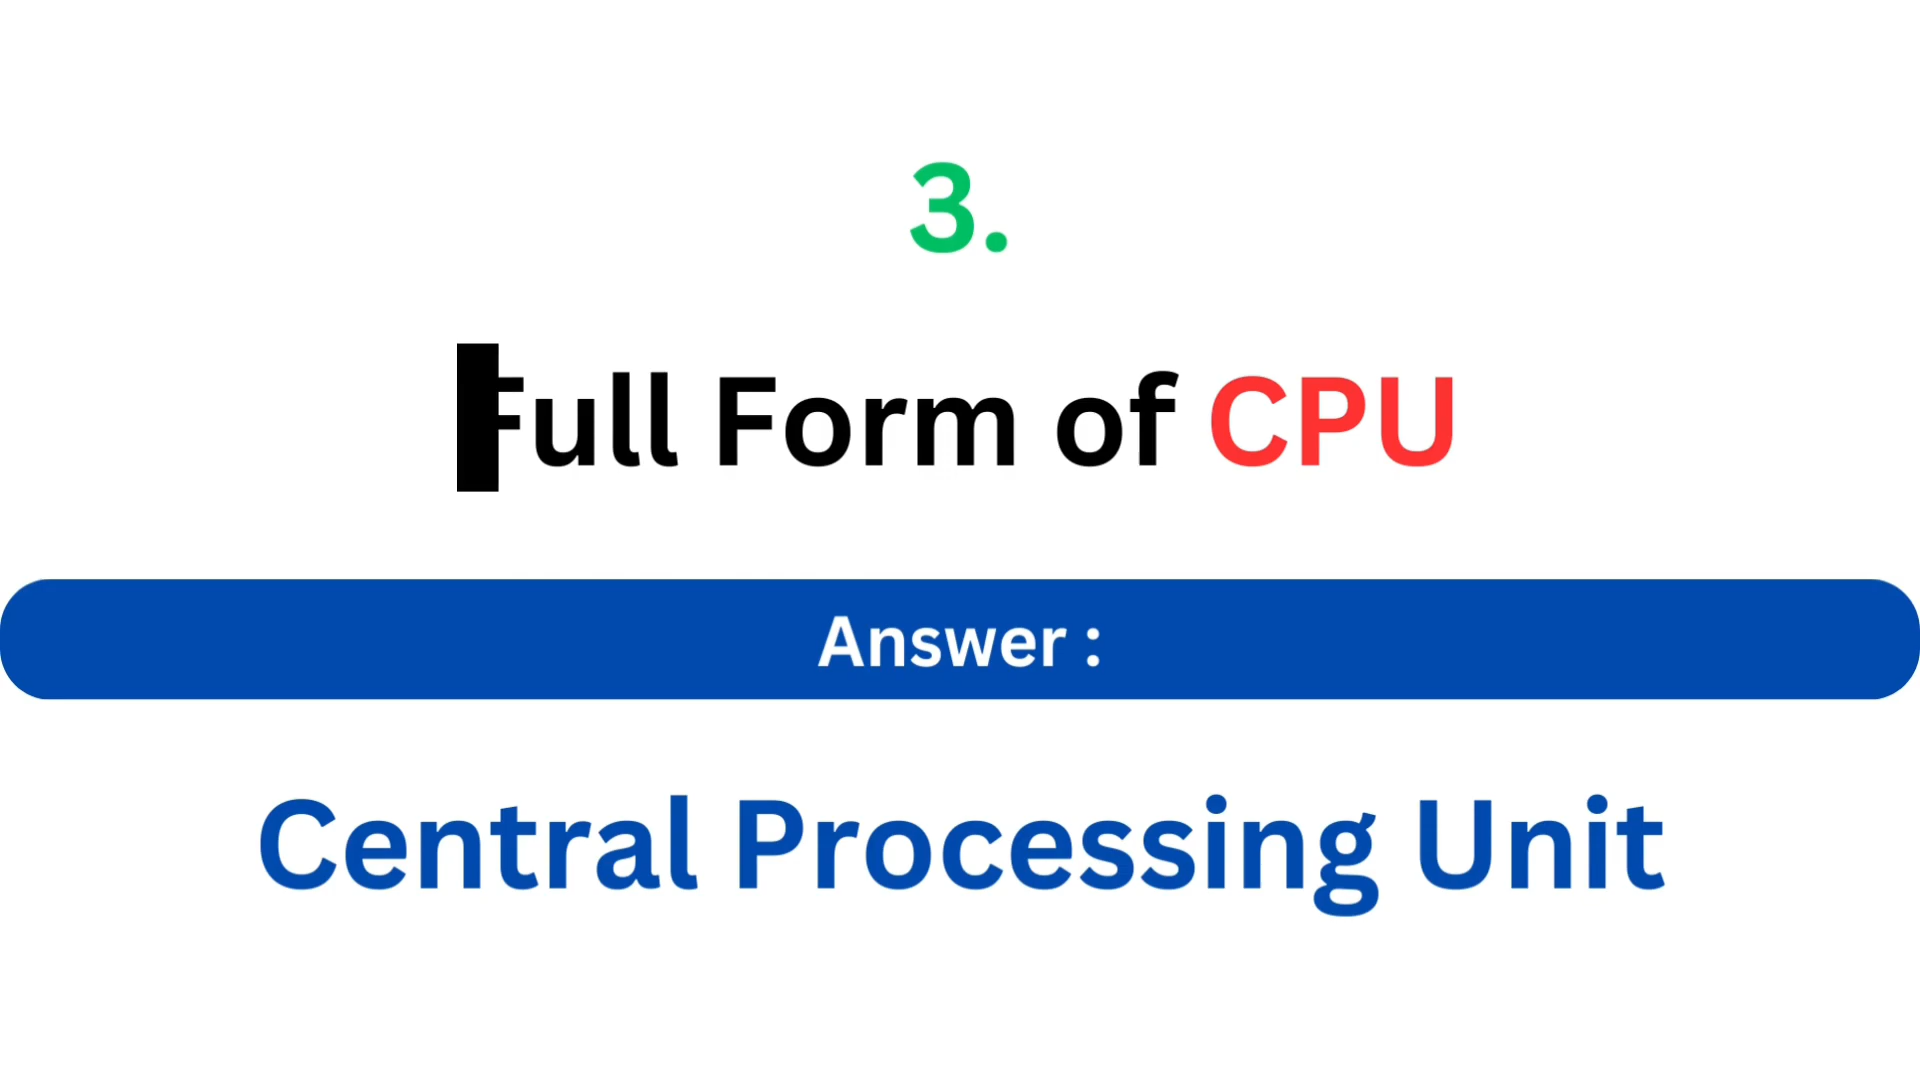 3.
Full Form of CPU
Answer :
Central Processing Unit